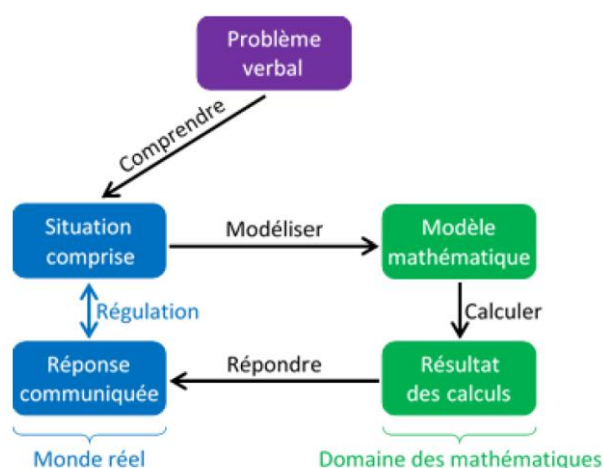 Problème
verbal
Comprendre
Situation
comprise
Modéliser
Modèle
mathématique
Régulation
Calculer
Réponse
communiquée
Répondre
Résultat
des calculs
Monde réel
Domaine des mathématiques